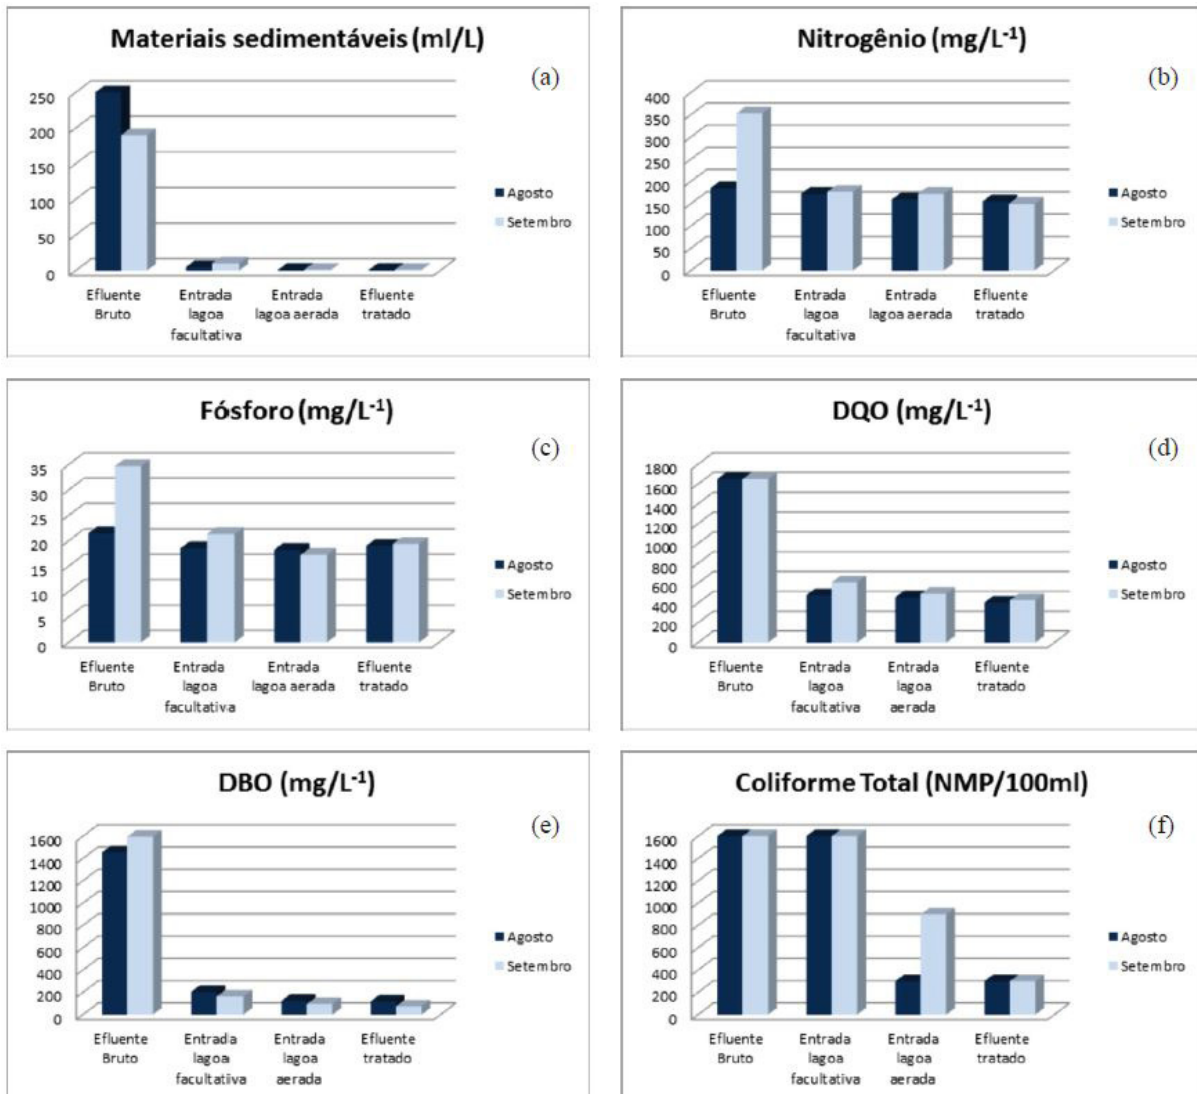 Materiais sedimentáveis (ml/L)
(a)
250
200
150
100
50
0
Agosto
Setembro
Efluente Bruto
Entrada lagoa facultativa
Entrada lagoa aerada
Efluente tratado
Nitrogênio (mg/L⁻¹)
(b)
400
350
300
250
200
150
100
50
0
Agosto
Setembro
Efluente Bruto
Entrada lagoa facultativa
Entrada lagoa aerada
Efluente tratado
Fósforo (mg/L⁻¹)
(c)
35
30
25
20
15
10
5
0
Agosto
Setembro
Efluente Bruto
Entrada lagoa facultativa
Entrada lagoa aerada
Efluente tratado
DQO (mg/L⁻¹)
(d)
1800
1600
1400
1200
1000
800
600
400
200
0
Agosto
Setembro
Efluente Bruto
Entrada lagoa facultativa
Entrada lagoa aerada
Efluente tratado
DBO (mg/L⁻¹)
(e)
1600
1400
1200
1000
800
600
400
200
0
Agosto
Setembro
Efluente Bruto
Entrada lagoa facultativa
Entrada lagoa aerada
Efluente tratado
Coliforme Total (NMP/100ml)
(f)
1600
1400
1200
1000
800
600
400
200
0
Agosto
Setembro
Efluente Bruto
Entrada lagoa facultativa
Entrada lagoa aerada
Efluente tratado